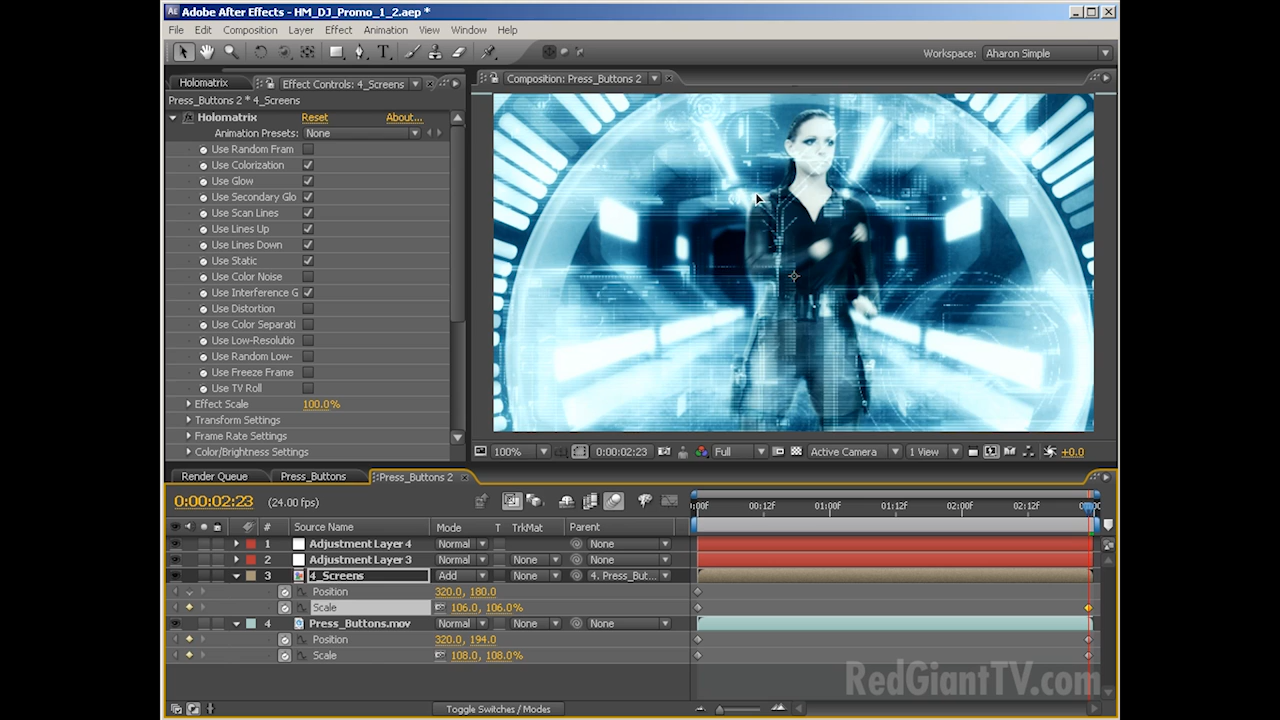 Adobe After Effects - HM_DJ_Promo_1_2.aep *
File Edit Composition Layer Effect Animation View Window Help
Workspace: Aharon Simple
Holomatrix Effect Controls: 4_Screens
Composition: Press_Buttons 2
Press_Buttons 2 * 4_Screens
Holomatrix Reset About...
Animation Presets: None
Use Random Fram
Use Colorization
Use Glow
Use Secondary Glo
Use Scan Lines
Use Lines Up
Use Lines Down
Use Static
Use Color Noise
Use Interference G
Use Distortion
Use Color Separati
Use Low-Resolutio
Use Random Low-
Use Freeze Frame
Use TV Roll
Effect Scale 100.0%
Transform Settings
Frame Rate Settings
Color/Brightness Settings
100% 0:00:02:23 Full Active Camera 1 View +0.0
Render Queue Press_Buttons Press_Buttons 2
0:00:02:23 (24.00 fps)
:00F 00:12F 01:00F 01:12F 02:00F 02:12F
# Source Name Mode T TrkMat Parent
1 Adjustment Layer 4 Normal None
2 Adjustment Layer 3 Normal None None
3 4_Screens Add None 4. Press_But...
Position 320.0, 180.0
Scale 106.0, 106.0%
4 Press_Buttons.mov Normal None None
Position 320.0, 194.0
Scale 108.0, 108.0%
RedGiantTV.com
Toggle Switches / Modes